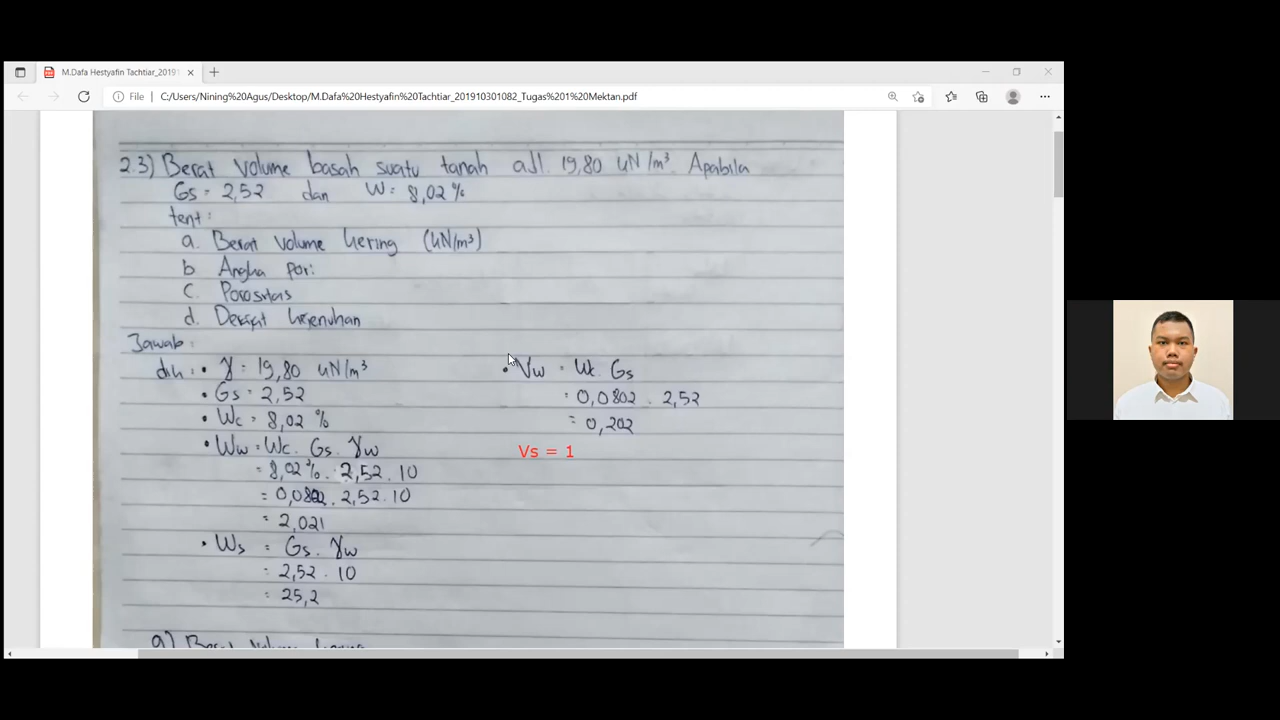 M.Dafa Hestyafin Tachtiar_20191
File
C:/Users/Nining%20Agus/Desktop/M.Dafa%20Hestyafin%20Tachtiar_201910301082_Tugas%201%20Mektan.pdf
2.3) Berat volume basah suatu tanah adl. 19,80 kN/m³. Apabila
Gs = 2,52 dan W = 8,02%
tent :
a. Berat volume kering (kN/m³)
b Angka pori
c. Porositas
d. Derajat kejenuhan
Jawab :
dik : • γ = 19,80 kN/m³
• Gs = 2,52
• Wc = 8,02 %
• Ww = Wc. Gs. γw
= 8,02%. 2,52. 10
= 0,0802. 2,52. 10
= 2,021
• Ws = Gs. γw
= 2,52. 10
= 25,2
• Vw = Wc. Gs
= 0,0802. 2,52
= 0,202
Vs = 1
a) Berat volume kering